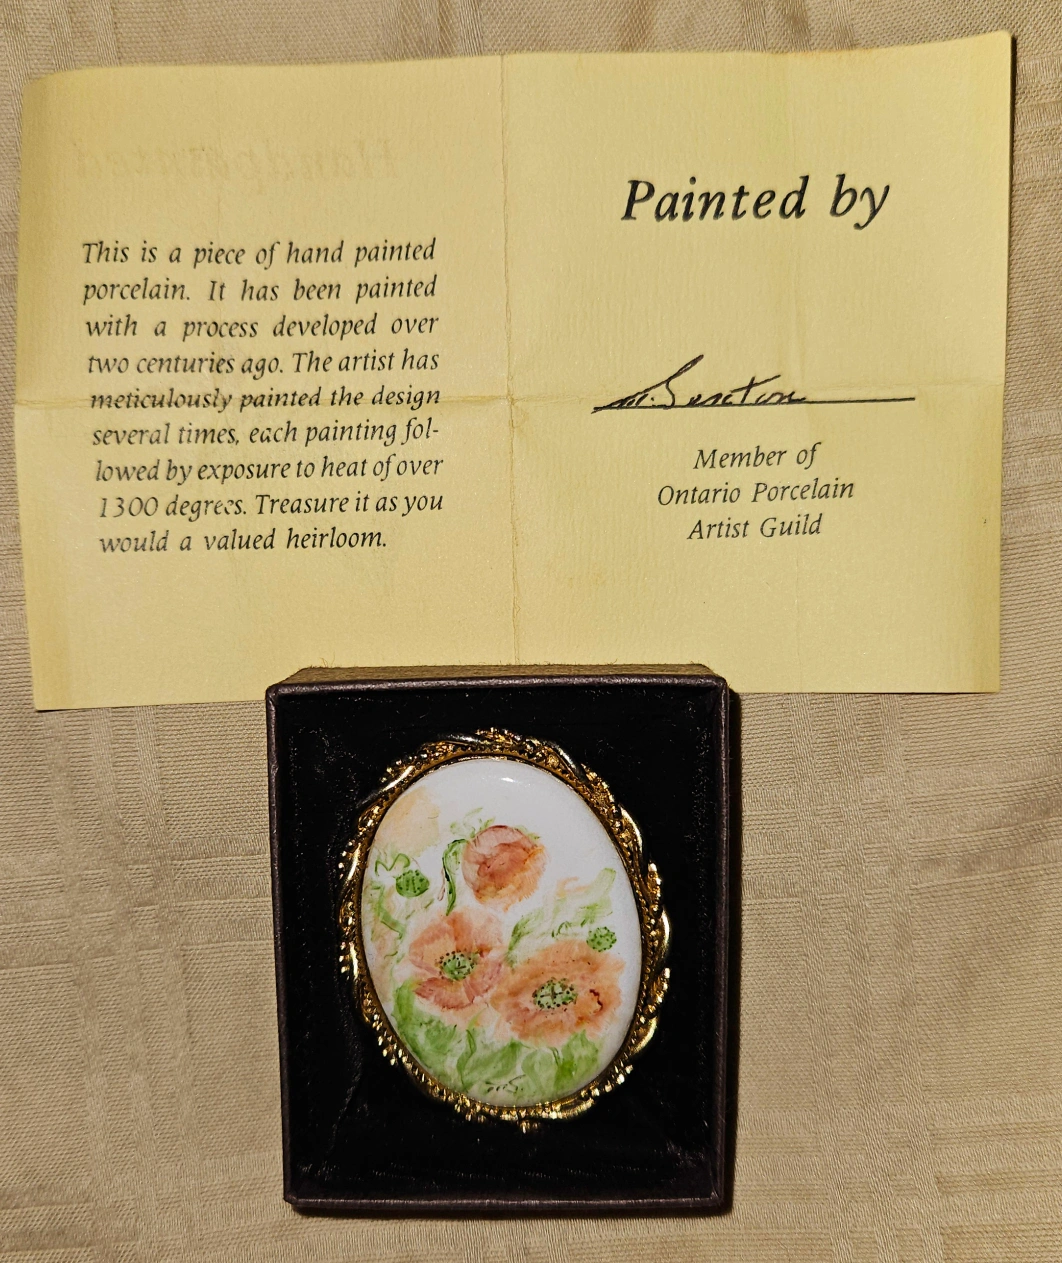 This is a piece of hand painted
porcelain. It has been painted
with a process developed over
two centuries ago. The artist has
meticulously painted the design
several times, each painting fol-
lowed by exposure to heat of over
1300 degrees. Treasure it as you
would a valued heirloom.
Painted by
Member of
Ontario Porcelain
Artist Guild